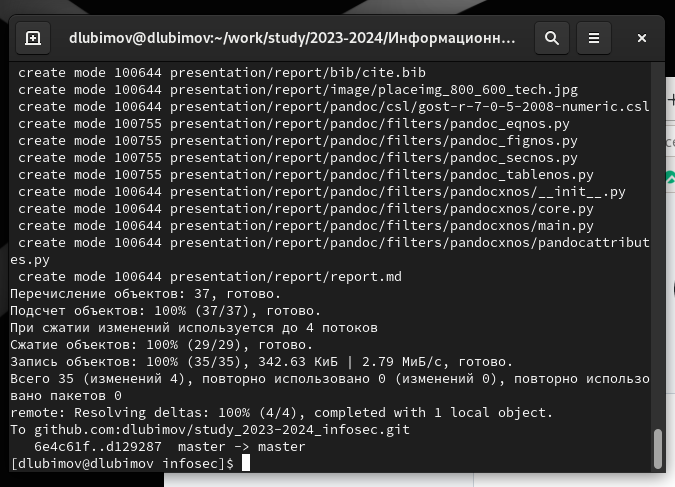 dlubimov@dlubimov:~/work/study/2023-2024/Информационн...
create mode 100644 presentation/report/bib/cite.bib
create mode 100644 presentation/report/image/placeimg_800_600_tech.jpg
create mode 100644 presentation/report/pandoc/csl/gost-r-7-0-5-2008-numeric.csl
create mode 100755 presentation/report/pandoc/filters/pandoc_eqnos.py
create mode 100755 presentation/report/pandoc/filters/pandoc_fignos.py
create mode 100755 presentation/report/pandoc/filters/pandoc_secnos.py
create mode 100755 presentation/report/pandoc/filters/pandoc_tablenos.py
create mode 100644 presentation/report/pandoc/filters/pandocxnos/__init__.py
create mode 100644 presentation/report/pandoc/filters/pandocxnos/core.py
create mode 100644 presentation/report/pandoc/filters/pandocxnos/main.py
create mode 100644 presentation/report/pandoc/filters/pandocxnos/pandocattribut
es.py
create mode 100644 presentation/report/report.md
Перечисление объектов: 37, готово.
Подсчет объектов: 100% (37/37), готово.
При сжатии изменений используется до 4 потоков
Сжатие объектов: 100% (29/29), готово.
Запись объектов: 100% (35/35), 342.63 КиБ | 2.79 МиБ/с, готово.
Всего 35 (изменений 4), повторно использовано 0 (изменений 0), повторно использо
вано пакетов 0
remote: Resolving deltas: 100% (4/4), completed with 1 local object.
To github.com:dlubimov/study_2023-2024_infosec.git
6e4c61f..d129287  master -> master
[dlubimov@dlubimov infosec]$